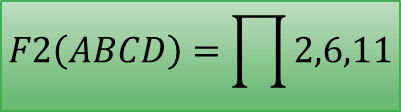 F2(ABCD) = ∏ 2,6,11